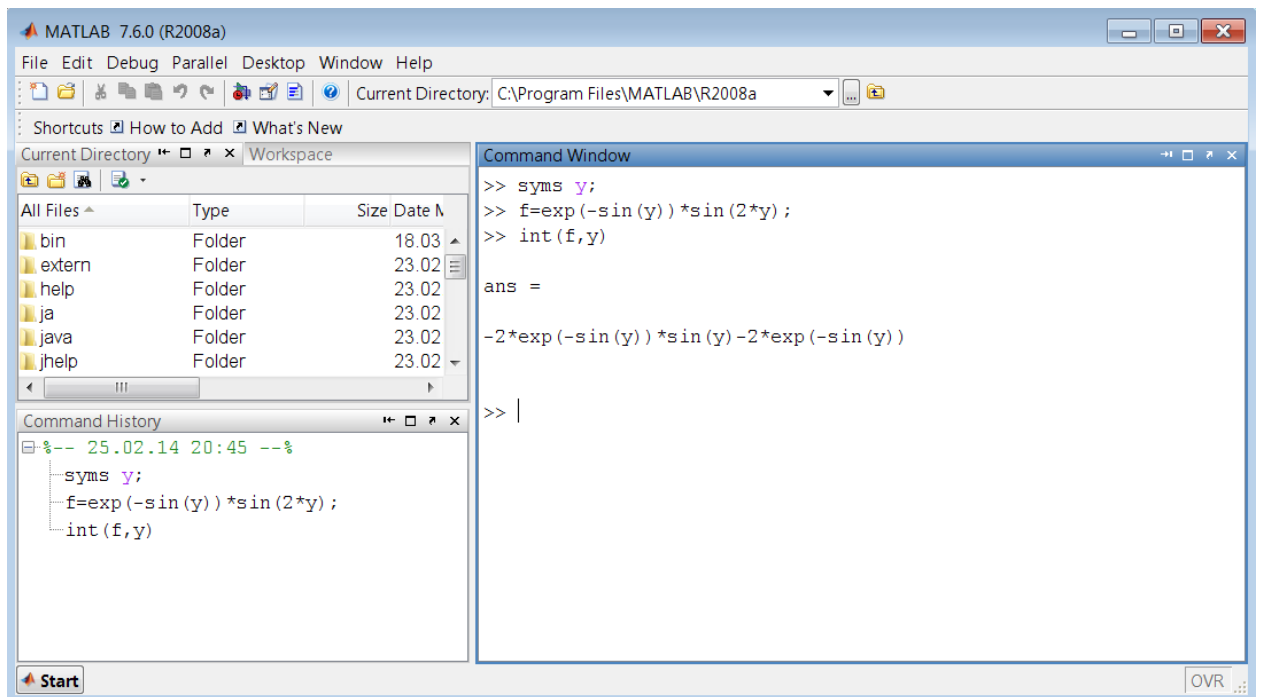 MATLAB 7.6.0 (R2008a)
File Edit Debug Parallel Desktop Window Help
Current Directory: C:\Program Files\MATLAB\R2008a ...
Shortcuts How to Add What's New
Current Directory Workspace
All Files Type Size Date M
bin Folder 18.03
extern Folder 23.02
help Folder 23.02
ja Folder 23.02
java Folder 23.02
jhelp Folder 23.02
Command History
%-- 25.02.14 20:45 --%
syms y;
f=exp(-sin(y))*sin(2*y);
int(f,y)
Command Window
>> syms y;
>> f=exp(-sin(y))*sin(2*y);
>> int(f,y)
ans =
-2*exp(-sin(y))*sin(y)-2*exp(-sin(y))
>>
Start
OVR